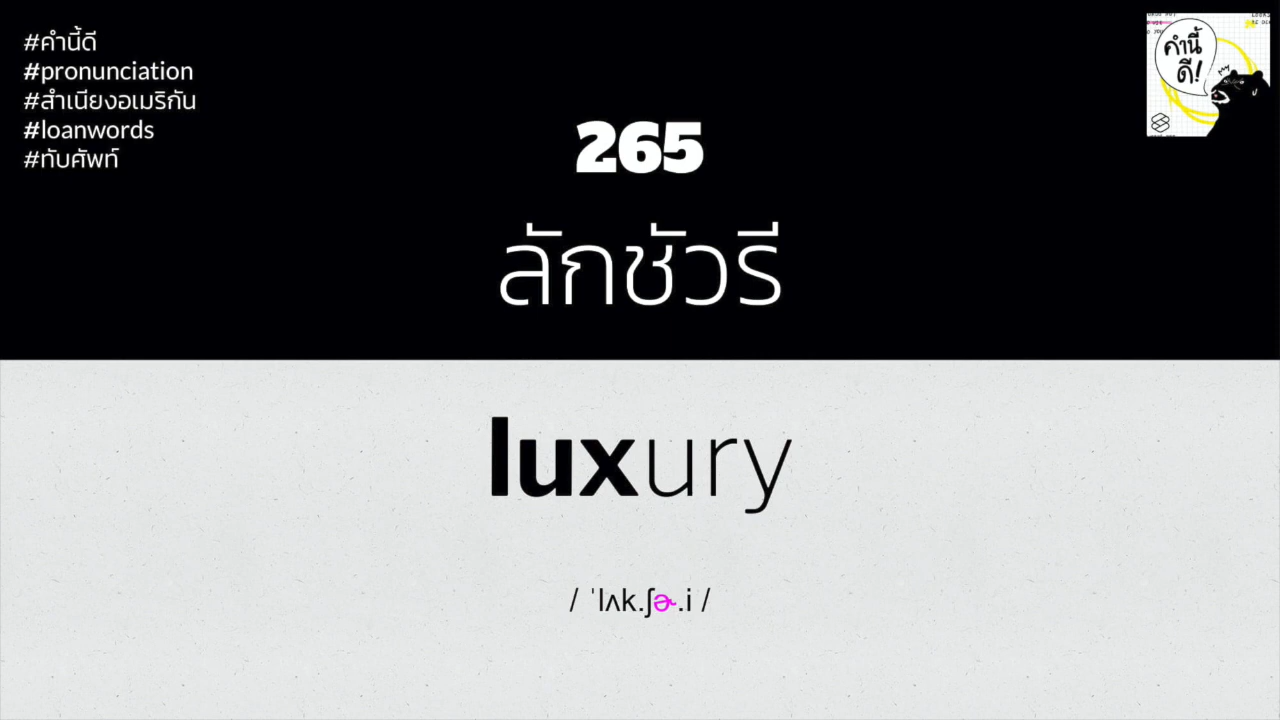 #คำนี้ดี
#pronunciation
#สำเนียงอเมริกัน
#loanwords
#ทับศัพท์
คำนี้
ดี!
265
ลักชัวรี
luxury
/ ˈlʌk.ʃɚ.i /